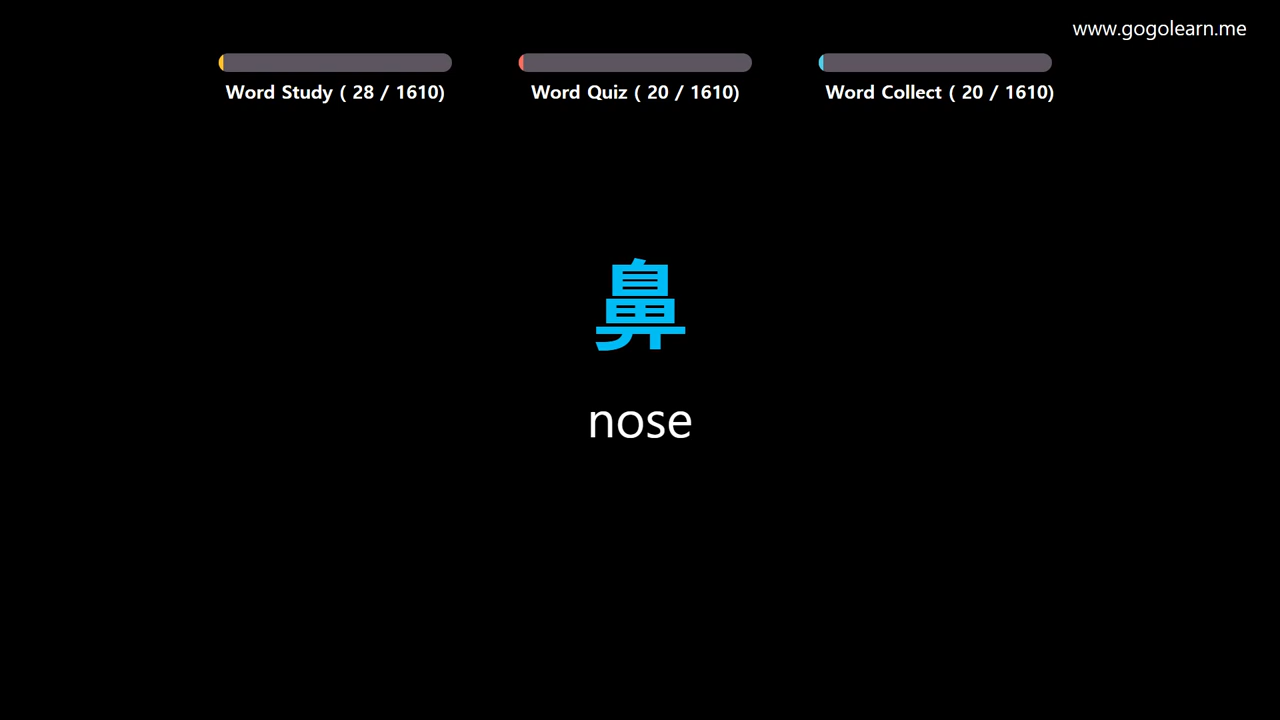 www.gogolearn.me
Word Study ( 28 / 1610)
Word Quiz ( 20 / 1610)
Word Collect ( 20 / 1610)
鼻
nose